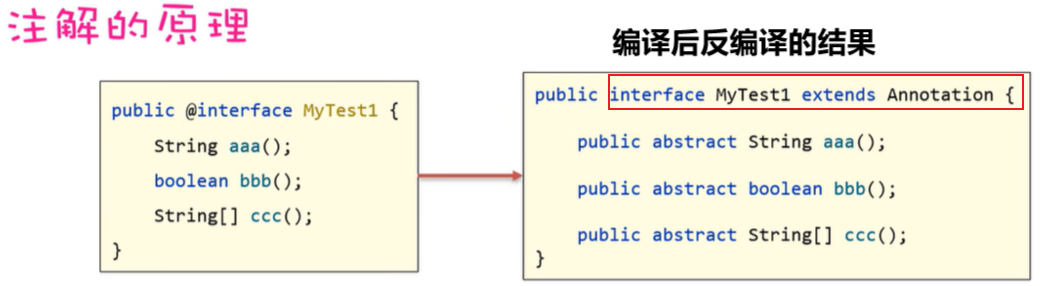 注解的原理
编译后反编译的结果
public @interface MyTest1 {
String aaa();
boolean bbb();
String[] ccc();
}
public interface MyTest1 extends Annotation {
public abstract String aaa();
public abstract boolean bbb();
public abstract String[] ccc();
}